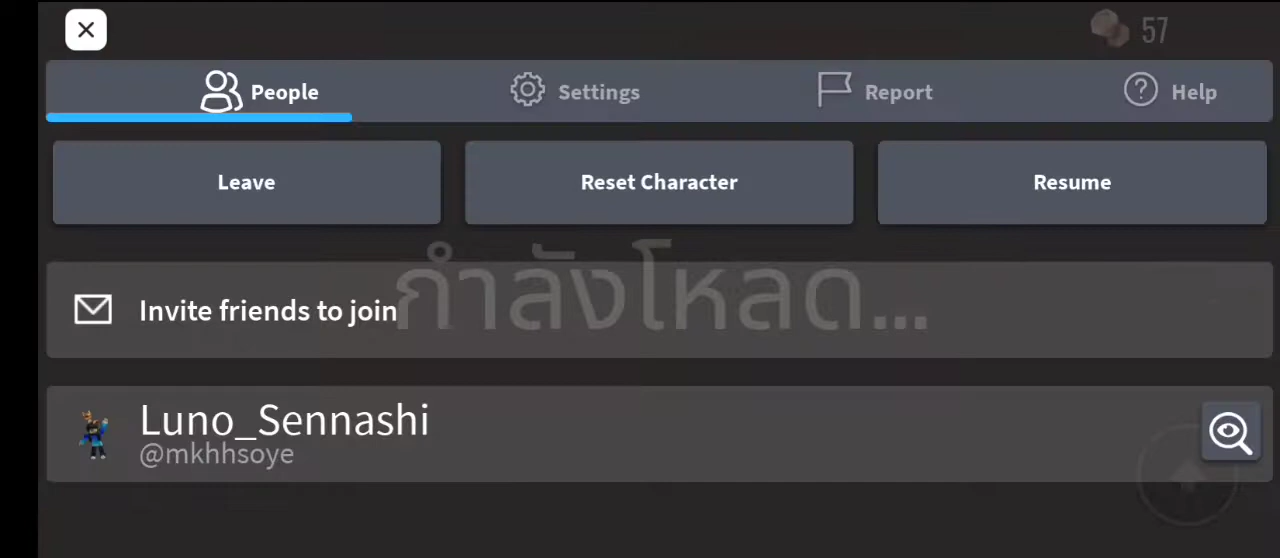 57
People Settings Report Help
Leave Reset Character Resume
กำลังโหลด...
Invite friends to join
Luno_Sennashi
@mkhhsoye